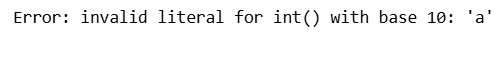 Error: invalid literal for int() with base 10: 'a'